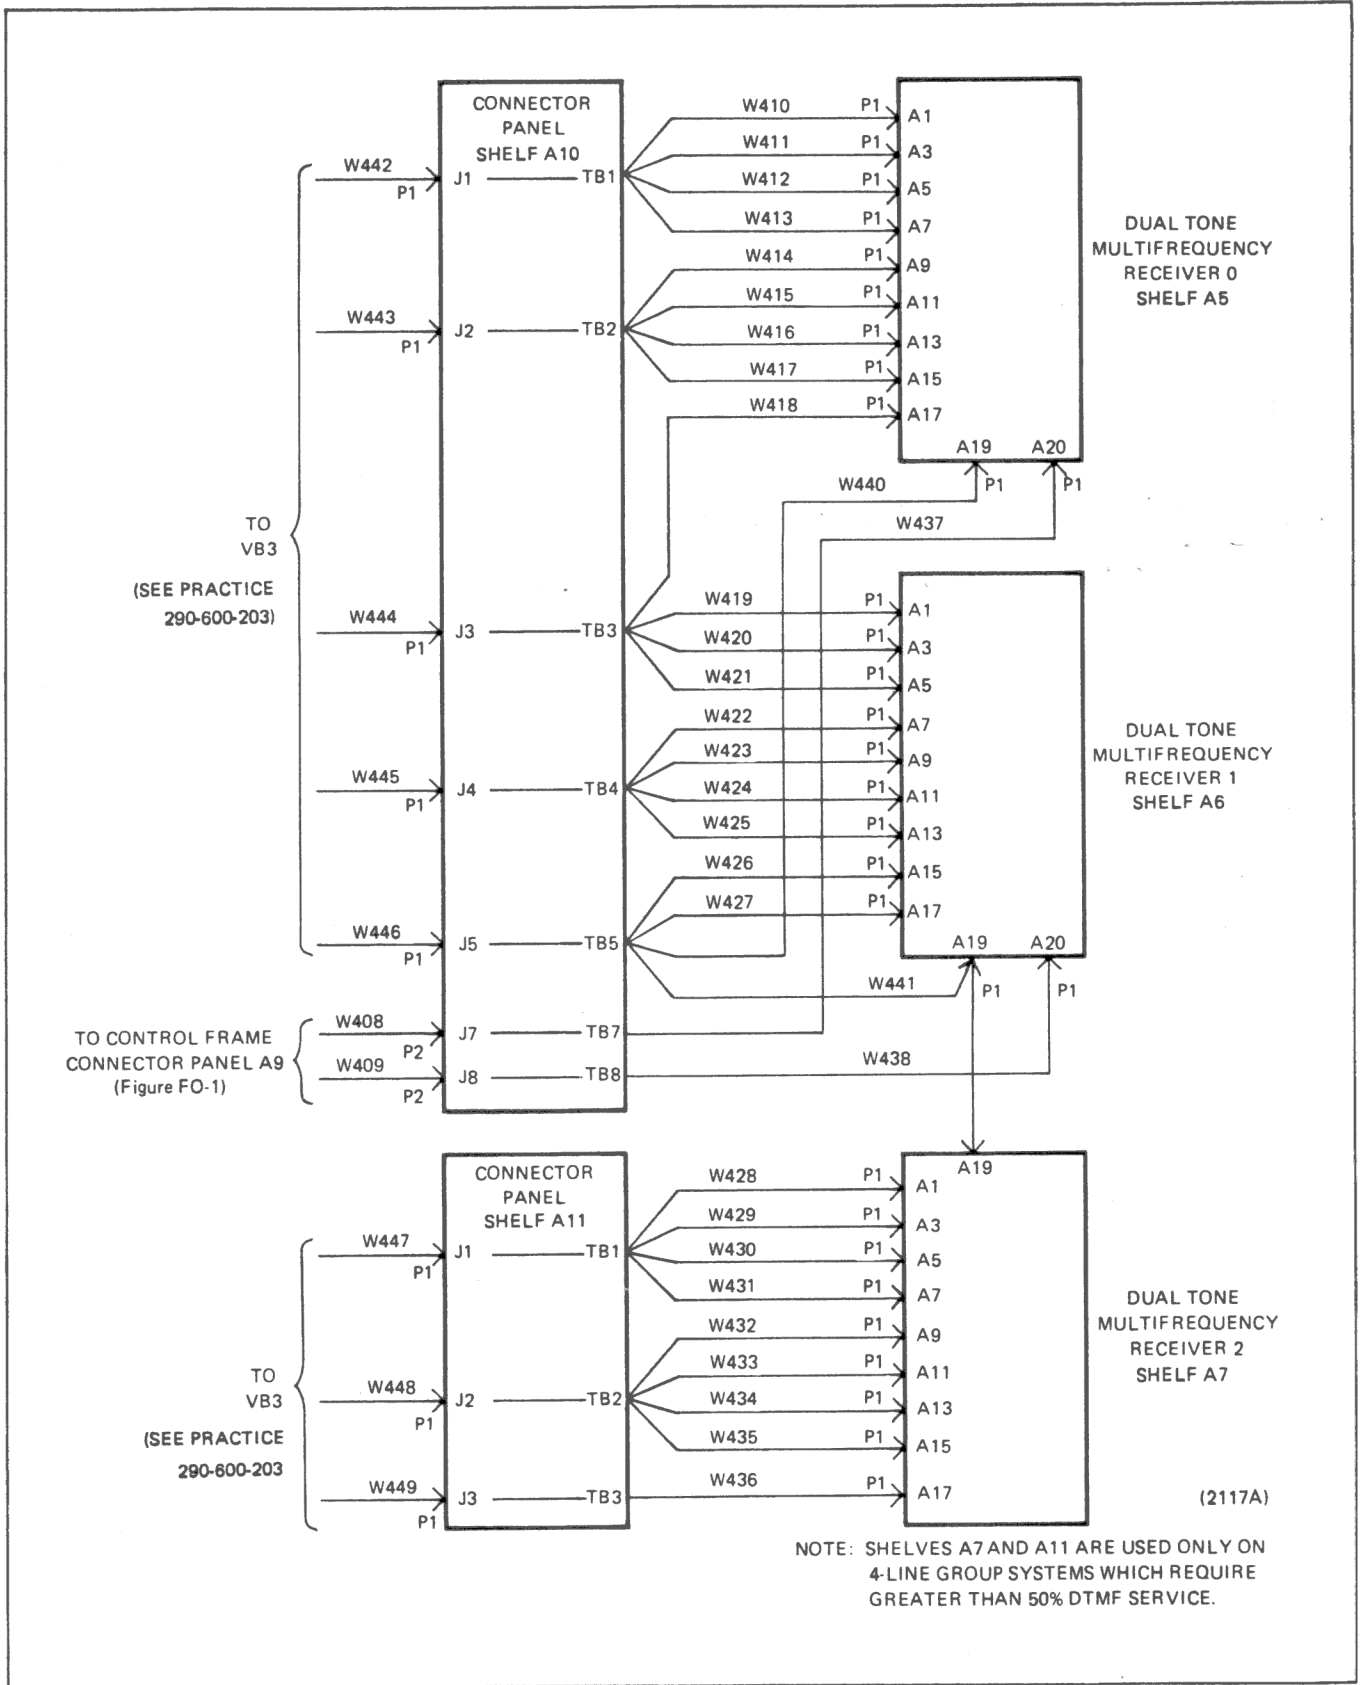 CONNECTOR
PANEL
SHELF A10
W442
P1
J1
TB1
W443
P1
J2
TB2
W444
P1
J3
TB3
W445
P1
J4
TB4
W446
P1
J5
TB5
W408
P2
J7
TB7
W409
P2
J8
TB8
TO
VB3
(SEE PRACTICE
290-600-203)
TO CONTROL FRAME
CONNECTOR PANEL A9
(Figure FO-1)
W410 P1 A1
W411 P1 A3
W412 P1 A5
W413 P1 A7
W414 P1 A9
W415 P1 A11
W416 P1 A13
W417 P1 A15
W418 P1 A17
A19 A20
W440 P1 P1
W437
DUAL TONE
MULTIFREQUENCY
RECEIVER 0
SHELF A5
W419 P1 A1
W420 P1 A3
W421 P1 A5
W422 P1 A7
W423 P1 A9
W424 P1 A11
W425 P1 A13
W426 P1 A15
W427 P1 A17
A19 A20
W441 P1 P1
W438
DUAL TONE
MULTIFREQUENCY
RECEIVER 1
SHELF A6
CONNECTOR
PANEL
SHELF A11
W447
P1
J1
TB1
W448
P1
J2
TB2
W449
P1
J3
TB3
TO
VB3
(SEE PRACTICE
290-600-203
A19
W428 P1 A1
W429 P1 A3
W430 P1 A5
W431 P1 A7
W432 P1 A9
W433 P1 A11
W434 P1 A13
W435 P1 A15
W436 P1 A17
DUAL TONE
MULTIFREQUENCY
RECEIVER 2
SHELF A7
(2117A)
NOTE: SHELVES A7 AND A11 ARE USED ONLY ON
4-LINE GROUP SYSTEMS WHICH REQUIRE
GREATER THAN 50% DTMF SERVICE.